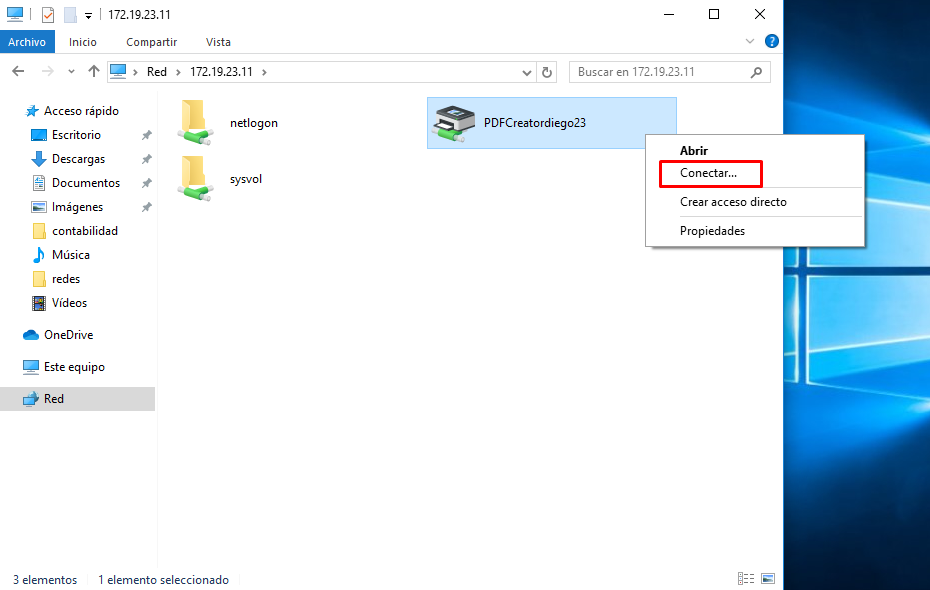 172.19.23.11
Archivo Inicio Compartir Vista
Red 172.19.23.11 Buscar en 172.19.23.11
Acceso rápido
Escritorio
Descargas
Documentos
Imágenes
contabilidad
Música
redes
Vídeos
OneDrive
Este equipo
Red
netlogon
sysvol
PDFCreatordiego23
Abrir
Conectar...
Crear acceso directo
Propiedades
3 elementos 1 elemento seleccionado